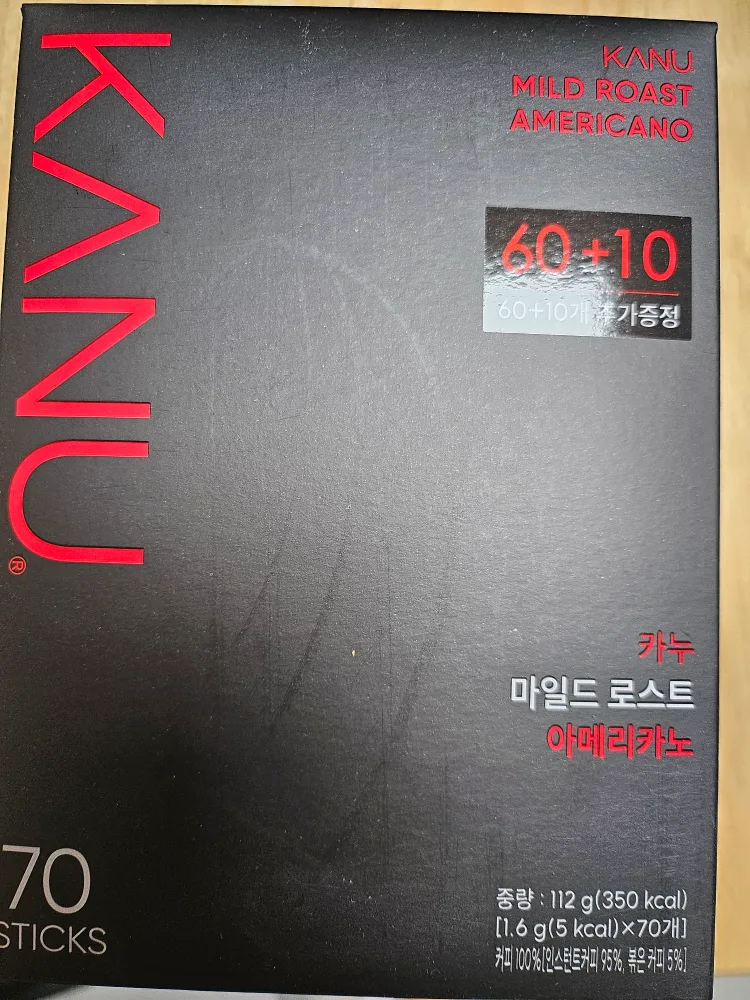 KANU®
KANU
MILD ROAST
AMERICANO
60+10
60+10개 추가증정
카누
마일드 로스트
아메리카노
70
STICKS
중량 : 112 g(350 kcal)
[1.6 g(5 kcal)×70개]
커피 100%[인스턴트커피 95%, 볶은 커피 5%]